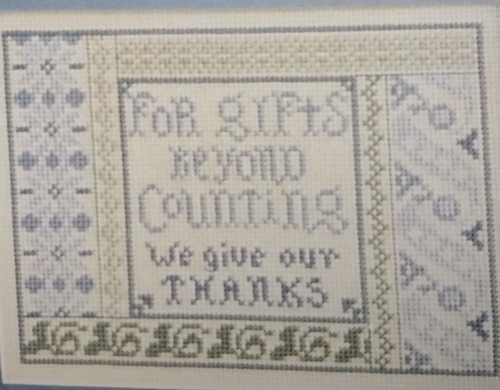 FOR GIFTS
BEYOND
COUNTING
We give our
THANKS